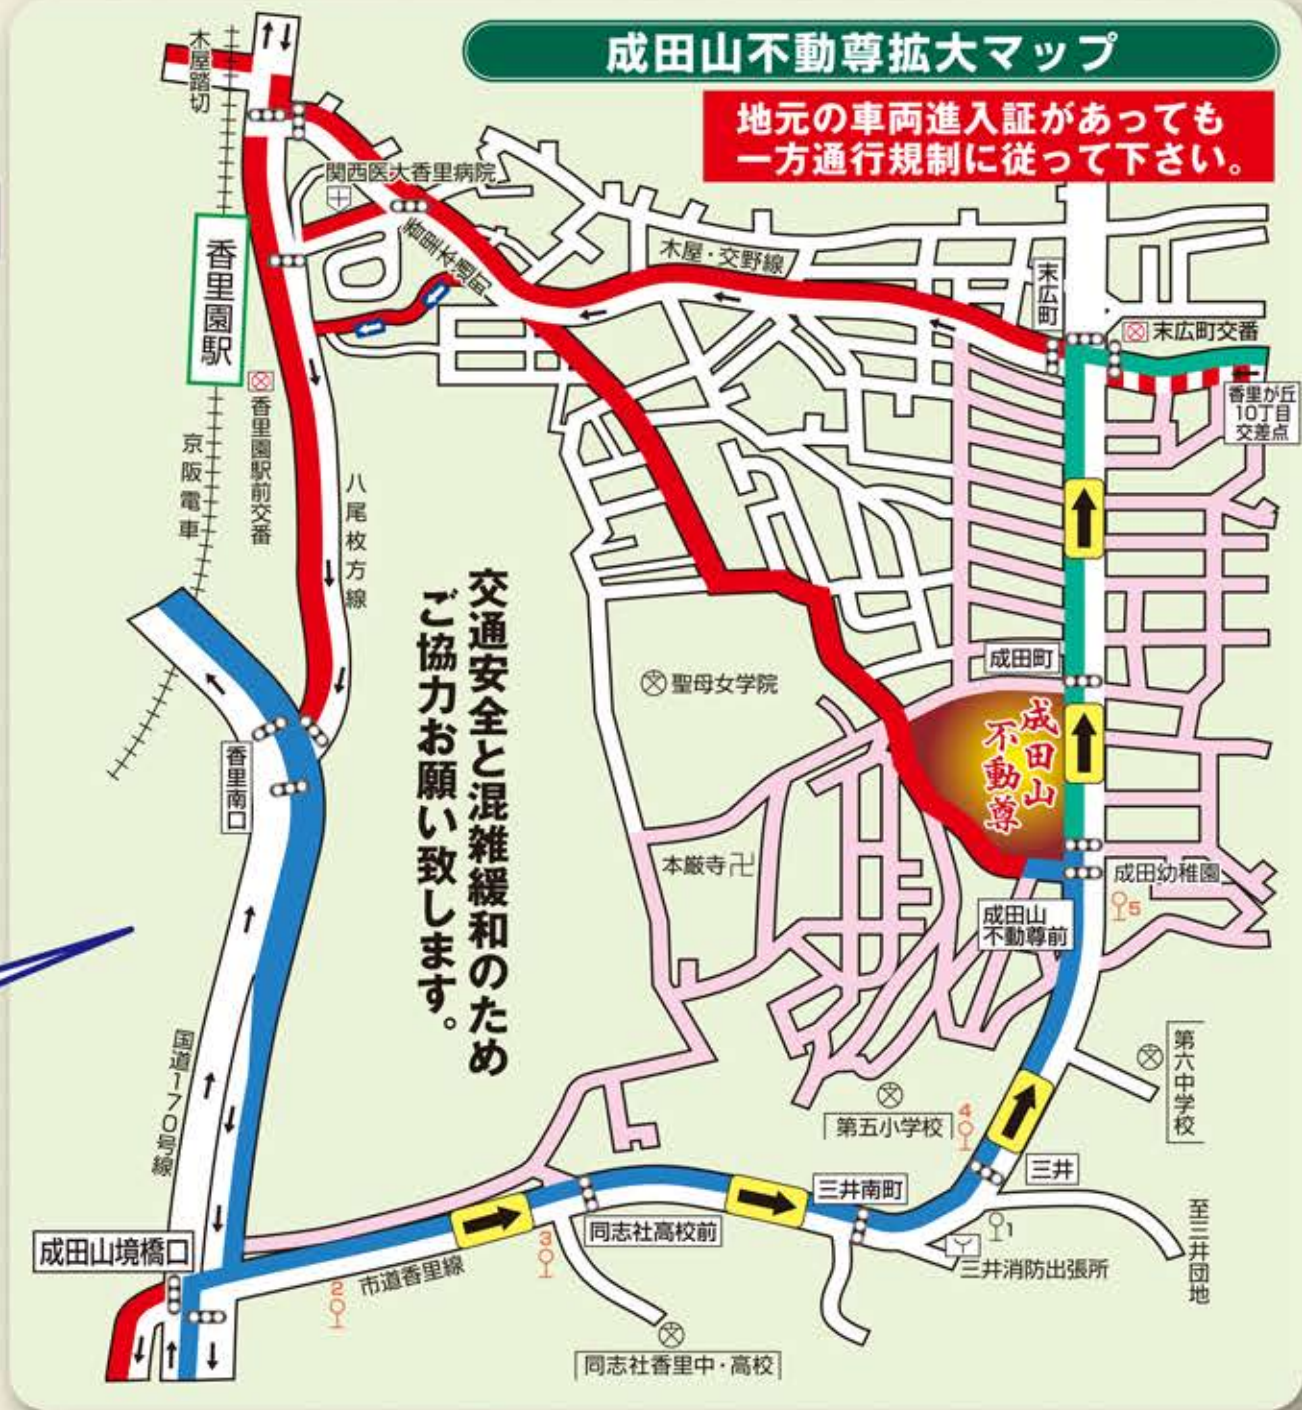 成田山不動尊拡大マップ
地元の車両進入証があっても
一方通行規制に従って下さい。
木屋踏切
関西医大香里病院
香里本通町
木屋・交野線
末広町
末広町交番
香里が丘
10丁目
交差点
香里園駅
香里園駅前交番
京阪電車
八尾枚方線
交通安全と混雑緩和のため
ご協力お願い致します。
聖母女学院
成田町
成田山
不動尊
香里南口
本厳寺
成田幼稚園
成田山
不動尊前
5
国道170号線
第六中学校
第五小学校
4
三井
三井南町
同志社高校前
1
三井消防出張所
至三井団地
成田山境橋口
市道香里線
3
2
同志社香里中・高校